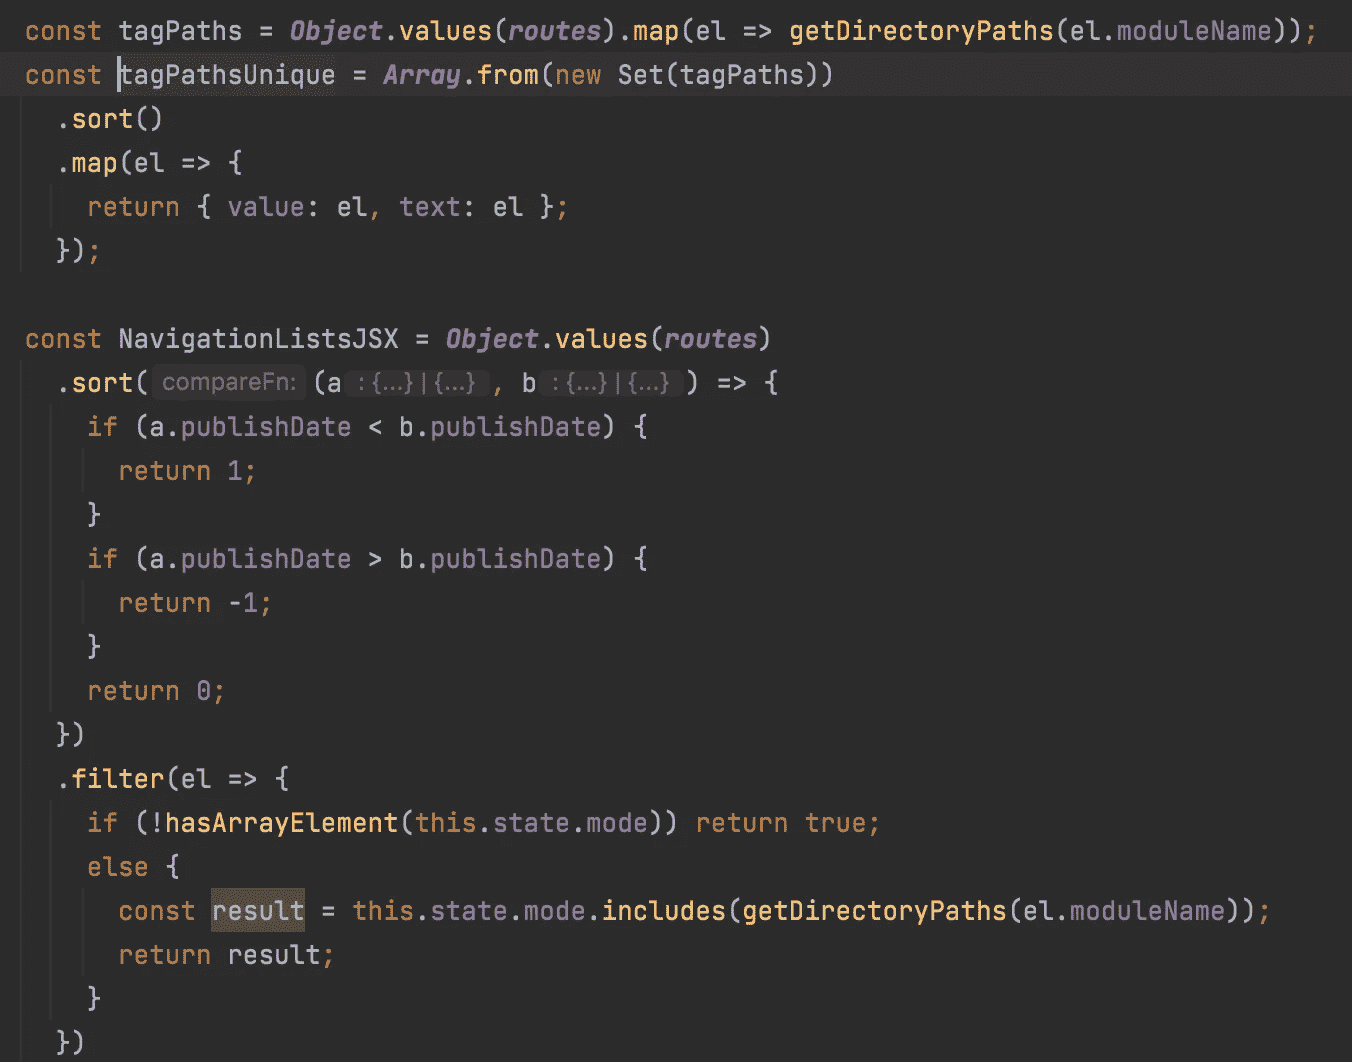 const tagPaths = Object.values(routes).map(el => getDirectoryPaths(el.moduleName));
const tagPathsUnique = Array.from(new Set(tagPaths))
  .sort()
  .map(el => {
    return { value: el, text: el };
  });

const NavigationListsJSX = Object.values(routes)
  .sort( compareFn: (a : {...}|{...} , b : {...}|{...} ) => {
    if (a.publishDate < b.publishDate) {
      return 1;
    }
    if (a.publishDate > b.publishDate) {
      return -1;
    }
    return 0;
  })
  .filter(el => {
    if (!hasArrayElement(this.state.mode)) return true;
    else {
      const result = this.state.mode.includes(getDirectoryPaths(el.moduleName));
      return result;
    }
  })